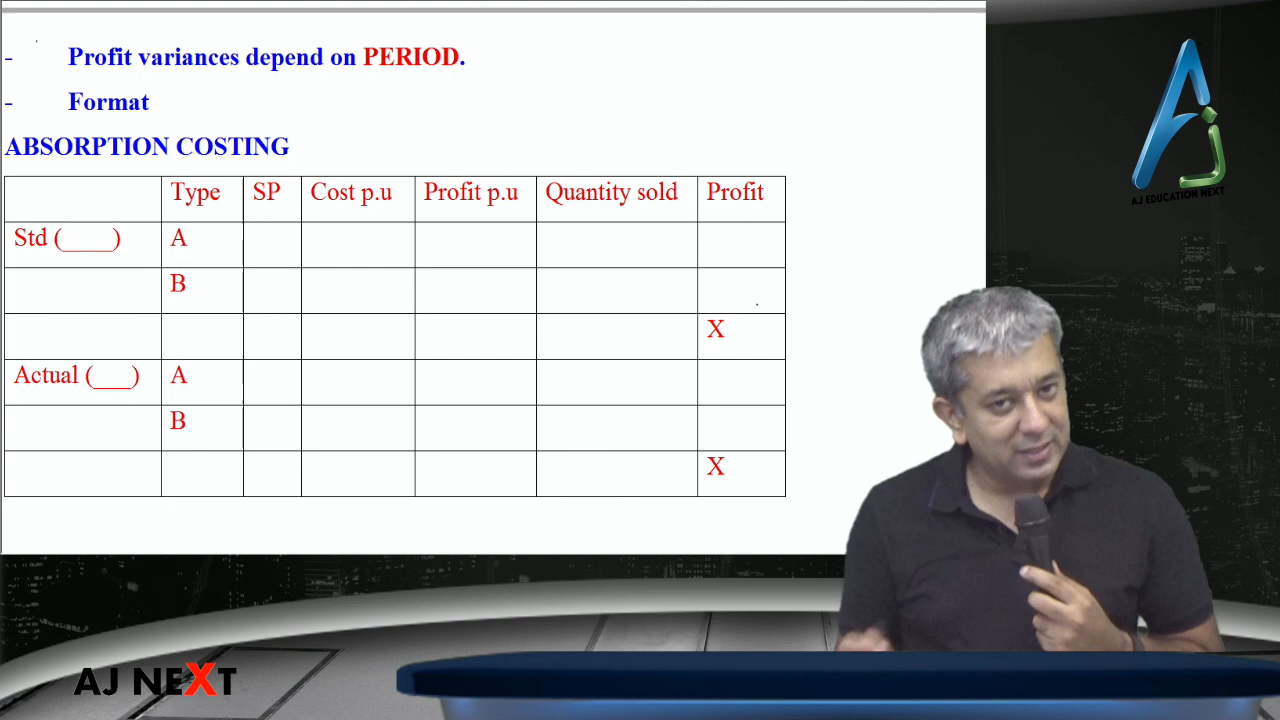 - Profit variances depend on PERIOD.
- Format
ABSORPTION COSTING
Type SP Cost p.u Profit p.u Quantity sold Profit
Std (____) A
B
X
Actual (___) A
B
X
AJ
AJ EDUCATION NEXT
AJ NEXT